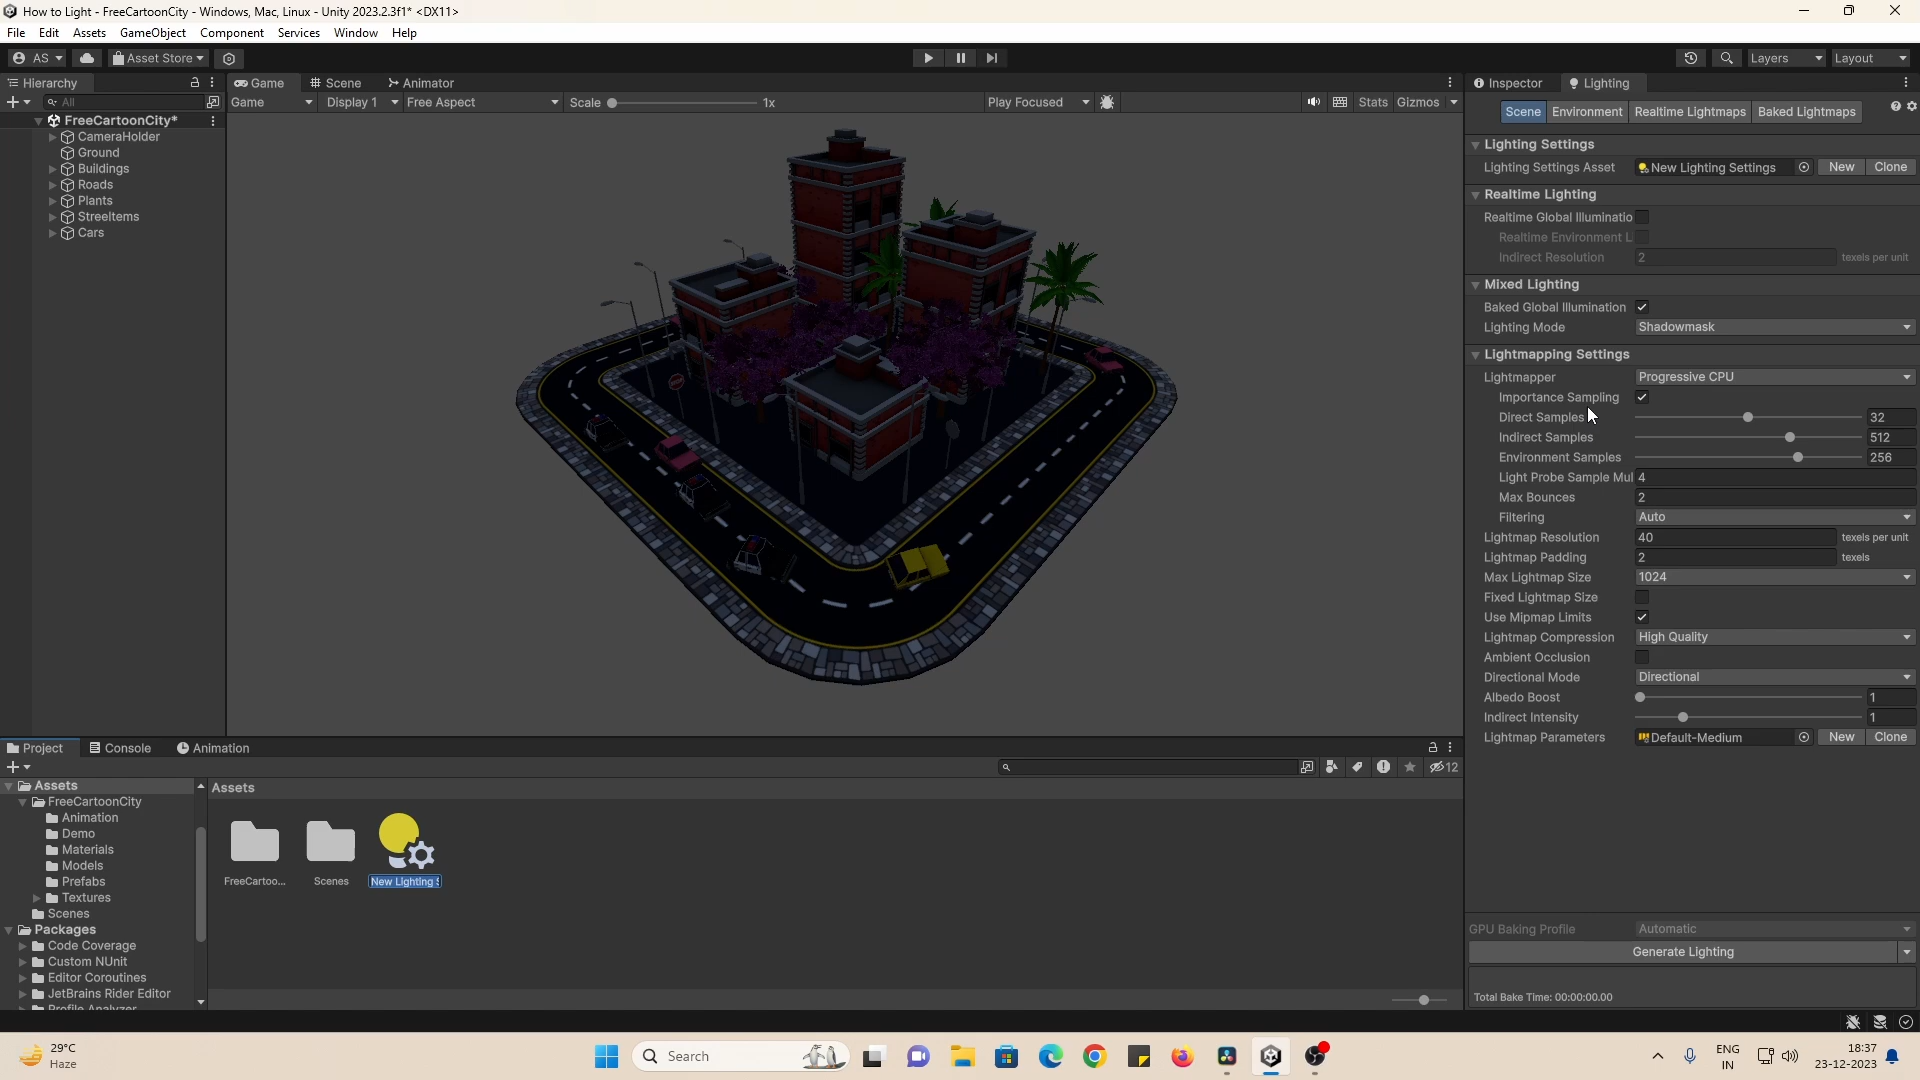 How to Light - FreeCartoonCity - Windows, Mac, Linux - Unity 2023.2.3f1* <DX11>
File Edit Assets GameObject Component Services Window Help
AS Asset Store Layers Layout
Hierarchy
All
FreeCartoonCity*
CameraHolder
Ground
Buildings
Roads
Plants
StreeItems
Cars
Game Scene Animator
Game Display 1 Free Aspect Scale 1x Play Focused Stats Gizmos
Inspector Lighting
Scene Environment Realtime Lightmaps Baked Lightmaps
Lighting Settings
Lighting Settings Asset New Lighting Settings New Clone
Realtime Lighting
Realtime Global Illuminatio
Realtime Environment L
Indirect Resolution 2 texels per unit
Mixed Lighting
Baked Global Illumination
Lighting Mode Shadowmask
Lightmapping Settings
Lightmapper Progressive CPU
Importance Sampling
Direct Samples 32
Indirect Samples 512
Environment Samples 256
Light Probe Sample Mul 4
Max Bounces 2
Filtering Auto
Lightmap Resolution 40 texels per unit
Lightmap Padding 2 texels
Max Lightmap Size 1024
Fixed Lightmap Size
Use Mipmap Limits
Lightmap Compression High Quality
Ambient Occlusion
Directional Mode Directional
Albedo Boost 1
Indirect Intensity 1
Lightmap Parameters Default-Medium New Clone
GPU Baking Profile Automatic
Generate Lighting
Total Bake Time: 00:00:00.00
Project Console Animation
12
Assets
FreeCartoonCity
Animation
Demo
Materials
Models
Prefabs
Textures
Scenes
Packages
Code Coverage
Custom NUnit
Editor Coroutines
JetBrains Rider Editor
Profile Analyzer
Assets
FreeCartoo... Scenes New Lighting S
29°C
Haze
Search
ENG
IN
18:37
23-12-2023